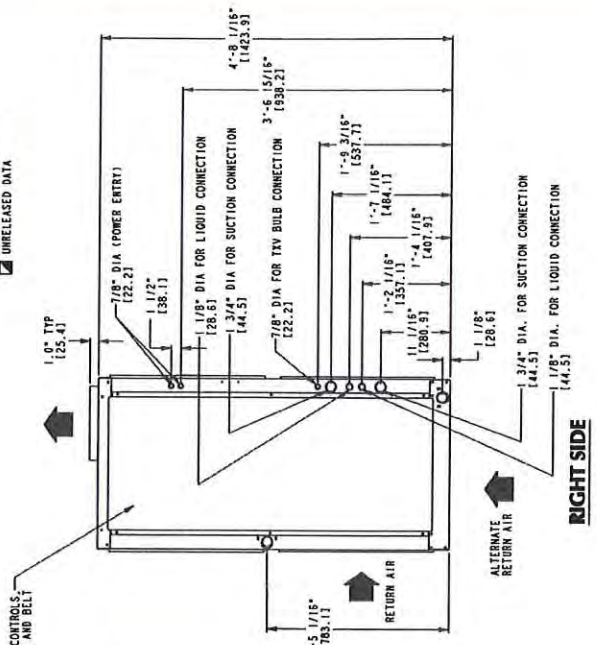 UNRELEASED DATA
1.0" TYP
[25.4]
7/8" DIA (POWER ENTRY)
[22.2]
1 1/2"
[38.1]
1 1/8" DIA FOR LIQUID CONNECTION
[28.6]
1 3/4" DIA FOR SUCTION CONNECTION
[44.5]
7/8" DIA FOR TXV BULB CONNECTION
[22.2]
4'-8 1/16"
[1423.9]
3'-6 15/16"
[938.2]
1'-9 3/16"
[537.7]
1'-7 1/16"
[484.1]
1'-4 1/16"
[407.9]
1'-2 1/16"
[357.1]
11 1/16"
[280.9]
1 1/8"
[28.6]
1 3/4" DIA. FOR SUCTION CONNECTION
[44.5]
1 1/8" DIA. FOR LIQUID CONNECTION
[44.5]
CONTROLS,
AND BELT
-5 1/16"
783.1]
RETURN AIR
ALTERNATE
RETURN AIR
RIGHT SIDE